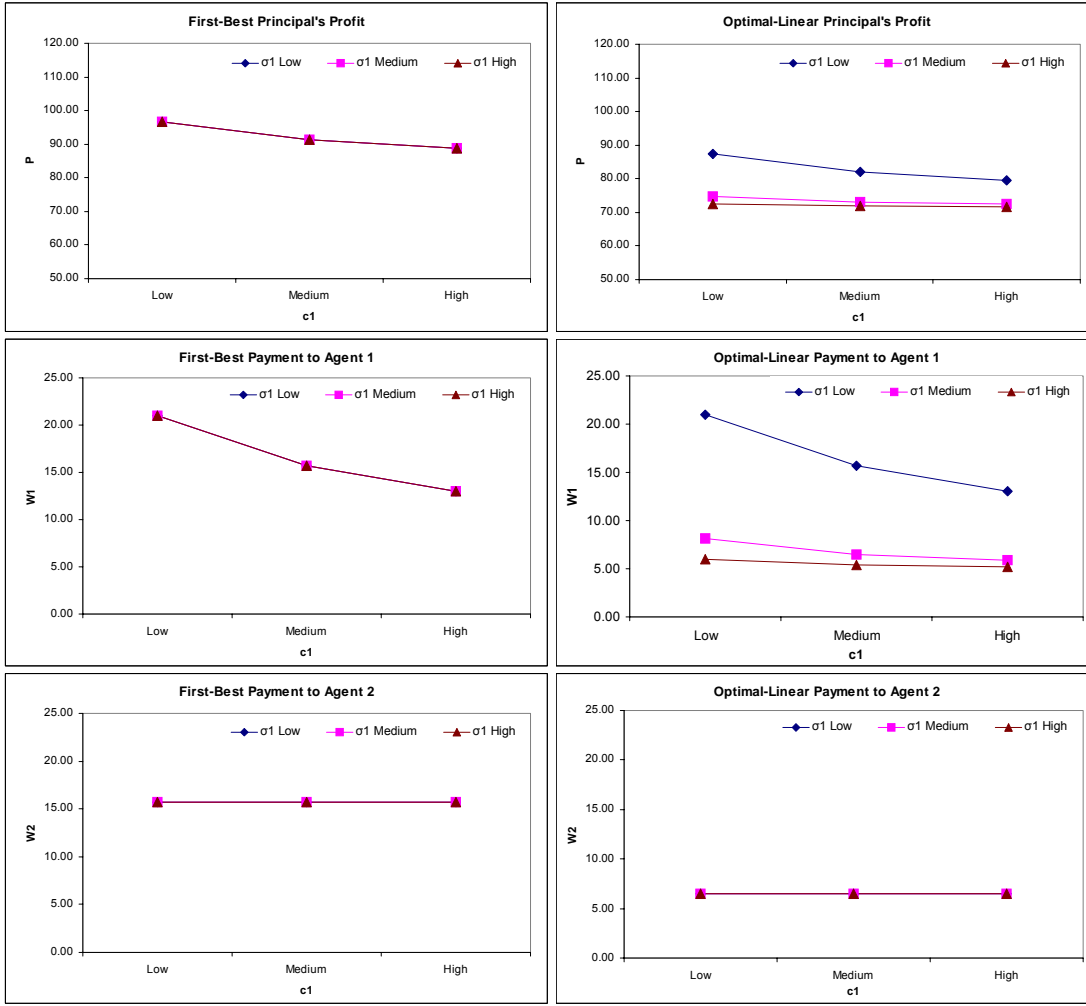 First-Best Principal's Profit
120.00
110.00
100.00
90.00
80.00
70.00
60.00
50.00
P
σ1 Low σ1 Medium σ1 High
Low Medium High
c1
Optimal-Linear Principal's Profit
120.00
110.00
100.00
90.00
80.00
70.00
60.00
50.00
P
σ1 Low σ1 Medium σ1 High
Low Medium High
c1
First-Best Payment to Agent 1
25.00
20.00
15.00
10.00
5.00
0.00
W1
σ1 Low σ1 Medium σ1 High
Low Medium High
c1
Optimal-Linear Payment to Agent 1
25.00
20.00
15.00
10.00
5.00
0.00
W1
σ1 Low σ1 Medium σ1 High
Low Medium High
c1
First-Best Payment to Agent 2
25.00
20.00
15.00
10.00
5.00
0.00
W2
σ1 Low σ1 Medium σ1 High
Low Medium High
c1
Optimal-Linear Payment to Agent 2
25.00
20.00
15.00
10.00
5.00
0.00
W2
σ1 Low σ1 Medium σ1 High
Low Medium High
c1